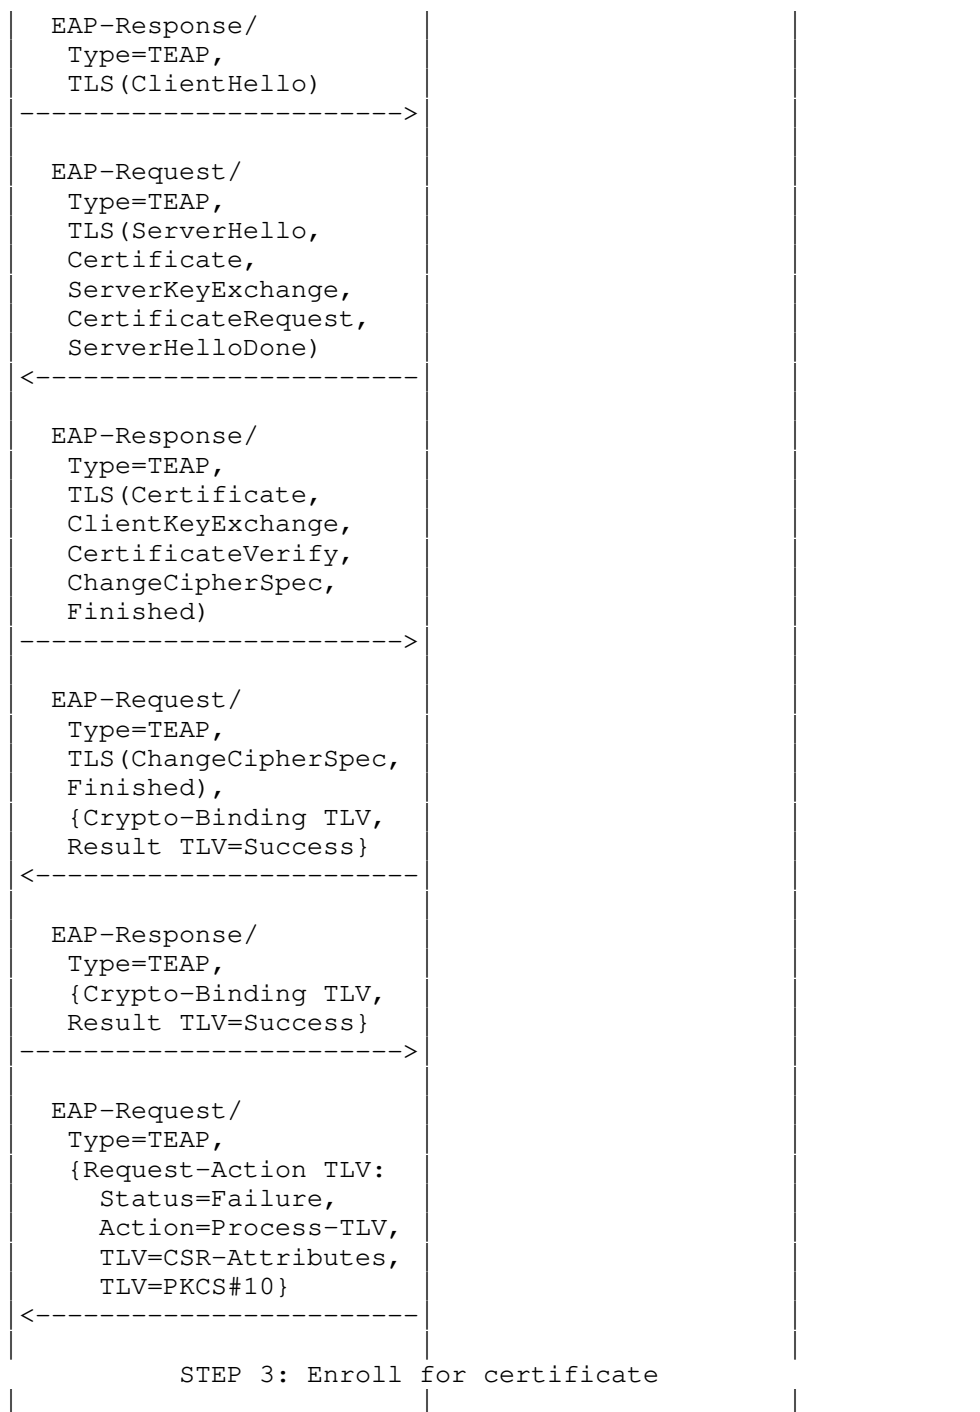 EAP-Response/
Type=TEAP,
TLS(ClientHello)
------------------------>
EAP-Request/
Type=TEAP,
TLS(ServerHello,
Certificate,
ServerKeyExchange,
CertificateRequest,
ServerHelloDone)
<------------------------
EAP-Response/
Type=TEAP,
TLS(Certificate,
ClientKeyExchange,
CertificateVerify,
ChangeCipherSpec,
Finished)
------------------------>
EAP-Request/
Type=TEAP,
TLS(ChangeCipherSpec,
Finished),
{Crypto-Binding TLV,
Result TLV=Success}
<------------------------
EAP-Response/
Type=TEAP,
{Crypto-Binding TLV,
Result TLV=Success}
------------------------>
EAP-Request/
Type=TEAP,
{Request-Action TLV:
Status=Failure,
Action=Process-TLV,
TLV=CSR-Attributes,
TLV=PKCS#10}
<------------------------
STEP 3: Enroll for certificate